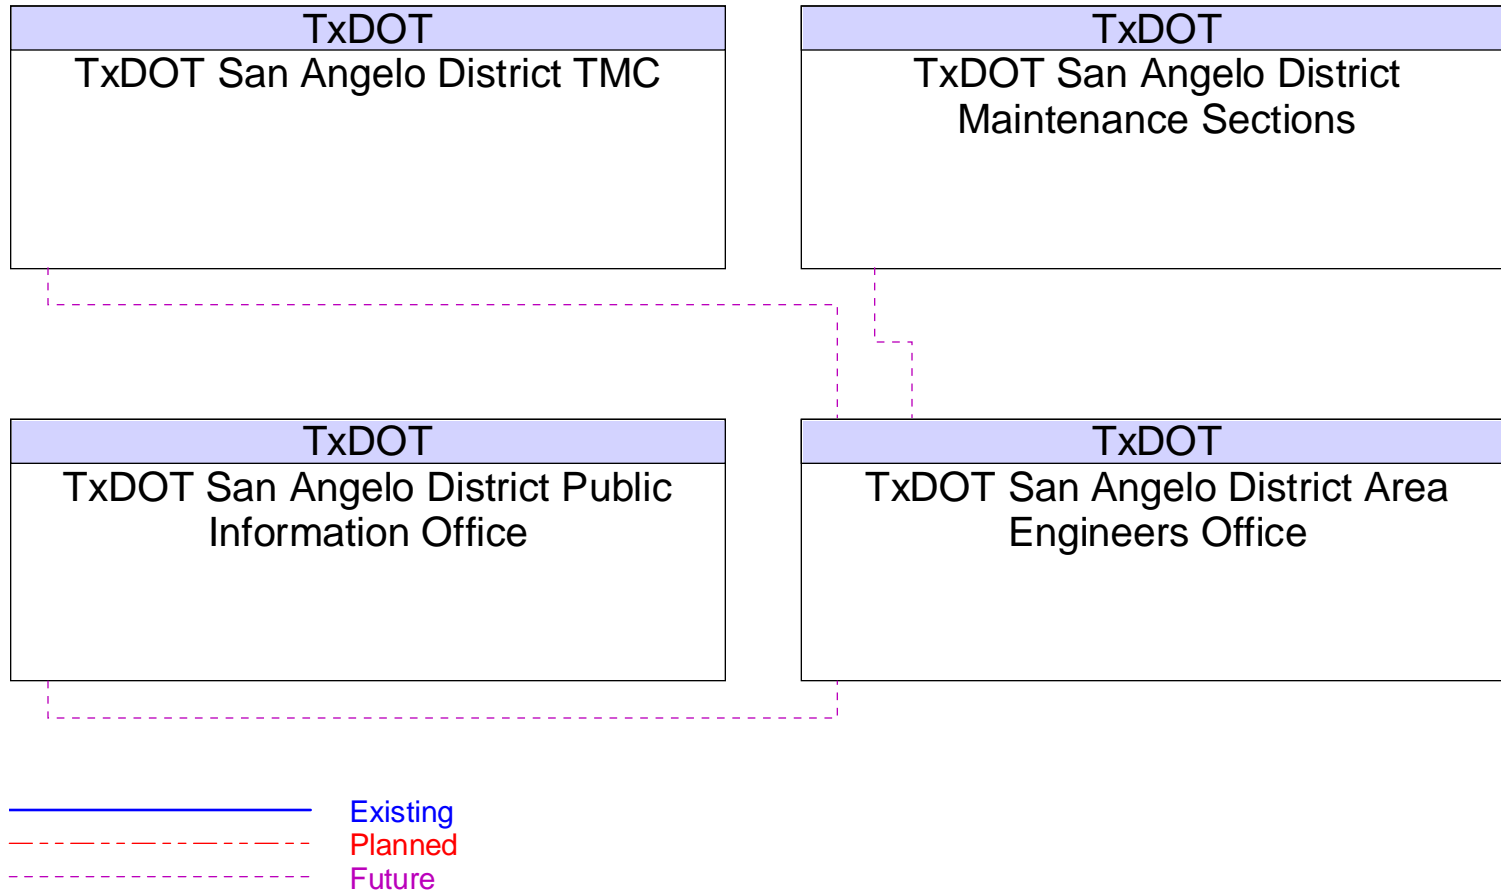 TxDOT
TxDOT San Angelo District TMC
TxDOT
TxDOT San Angelo District
Maintenance Sections
TxDOT
TxDOT San Angelo District Public
Information Office
TxDOT
TxDOT San Angelo District Area
Engineers Office
Existing
Planned
Future